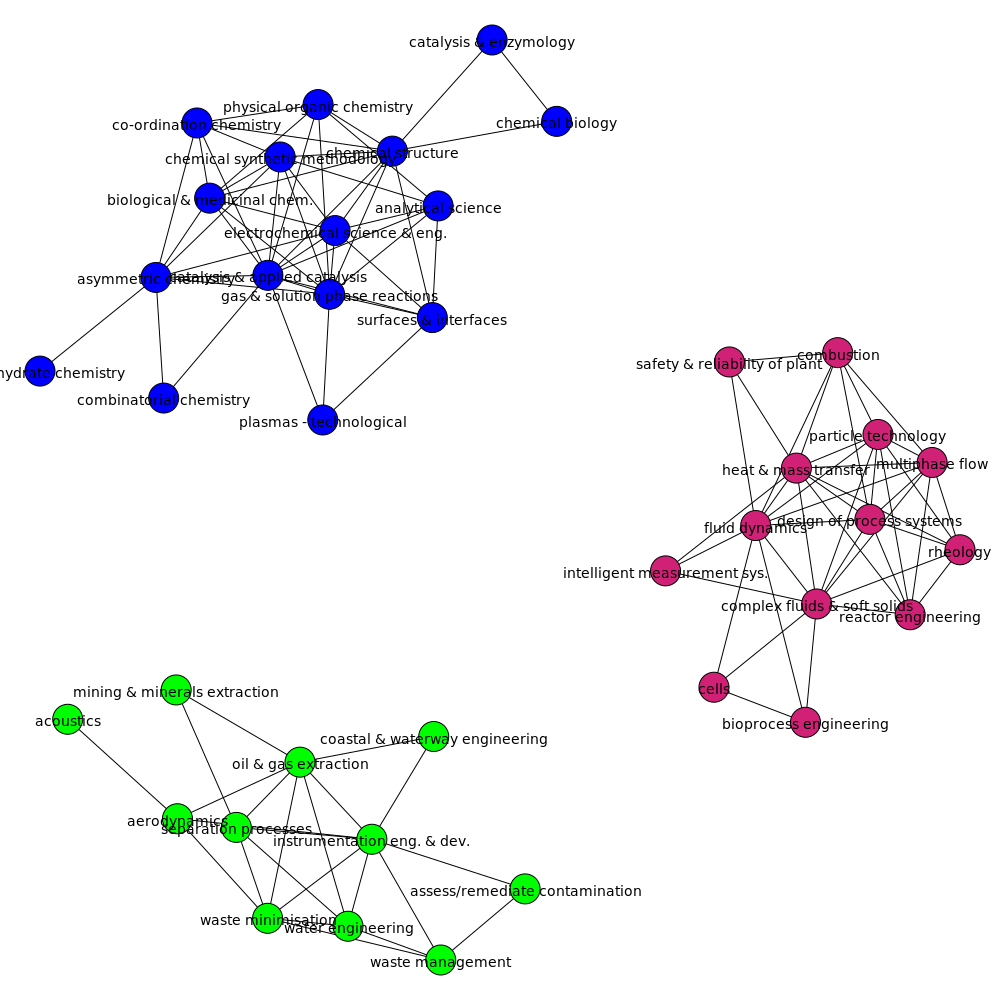 catalysis & enzymology
physical organic chemistry
co-ordination chemistry
chemical biology
chemical structure
chemical synthetic methodology
biological & medicinal chem.
analytical science
electrochemical science & eng.
asymmetric chemistry
catalysis & applied catalysis
gas & solution phase reactions
surfaces & interfaces
hydrate chemistry
combinatorial chemistry
plasmas - technological
combustion
safety & reliability of plant
particle technology
multiphase flow
heat & mass transfer
design of process systems
fluid dynamics
rheology
intelligent measurement sys.
complex fluids & soft solids
reactor engineering
cells
bioprocess engineering
mining & minerals extraction
acoustics
coastal & waterway engineering
oil & gas extraction
aerodynamics
separation processes
instrumentation eng. & dev.
assess/remediate contamination
waste minimisation
water engineering
waste management